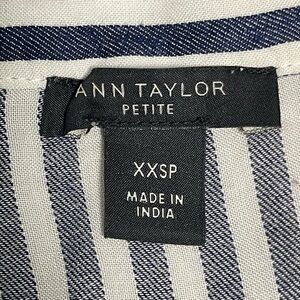 ANN TAYLOR
PETITE
XXSP
MADE IN
INDIA